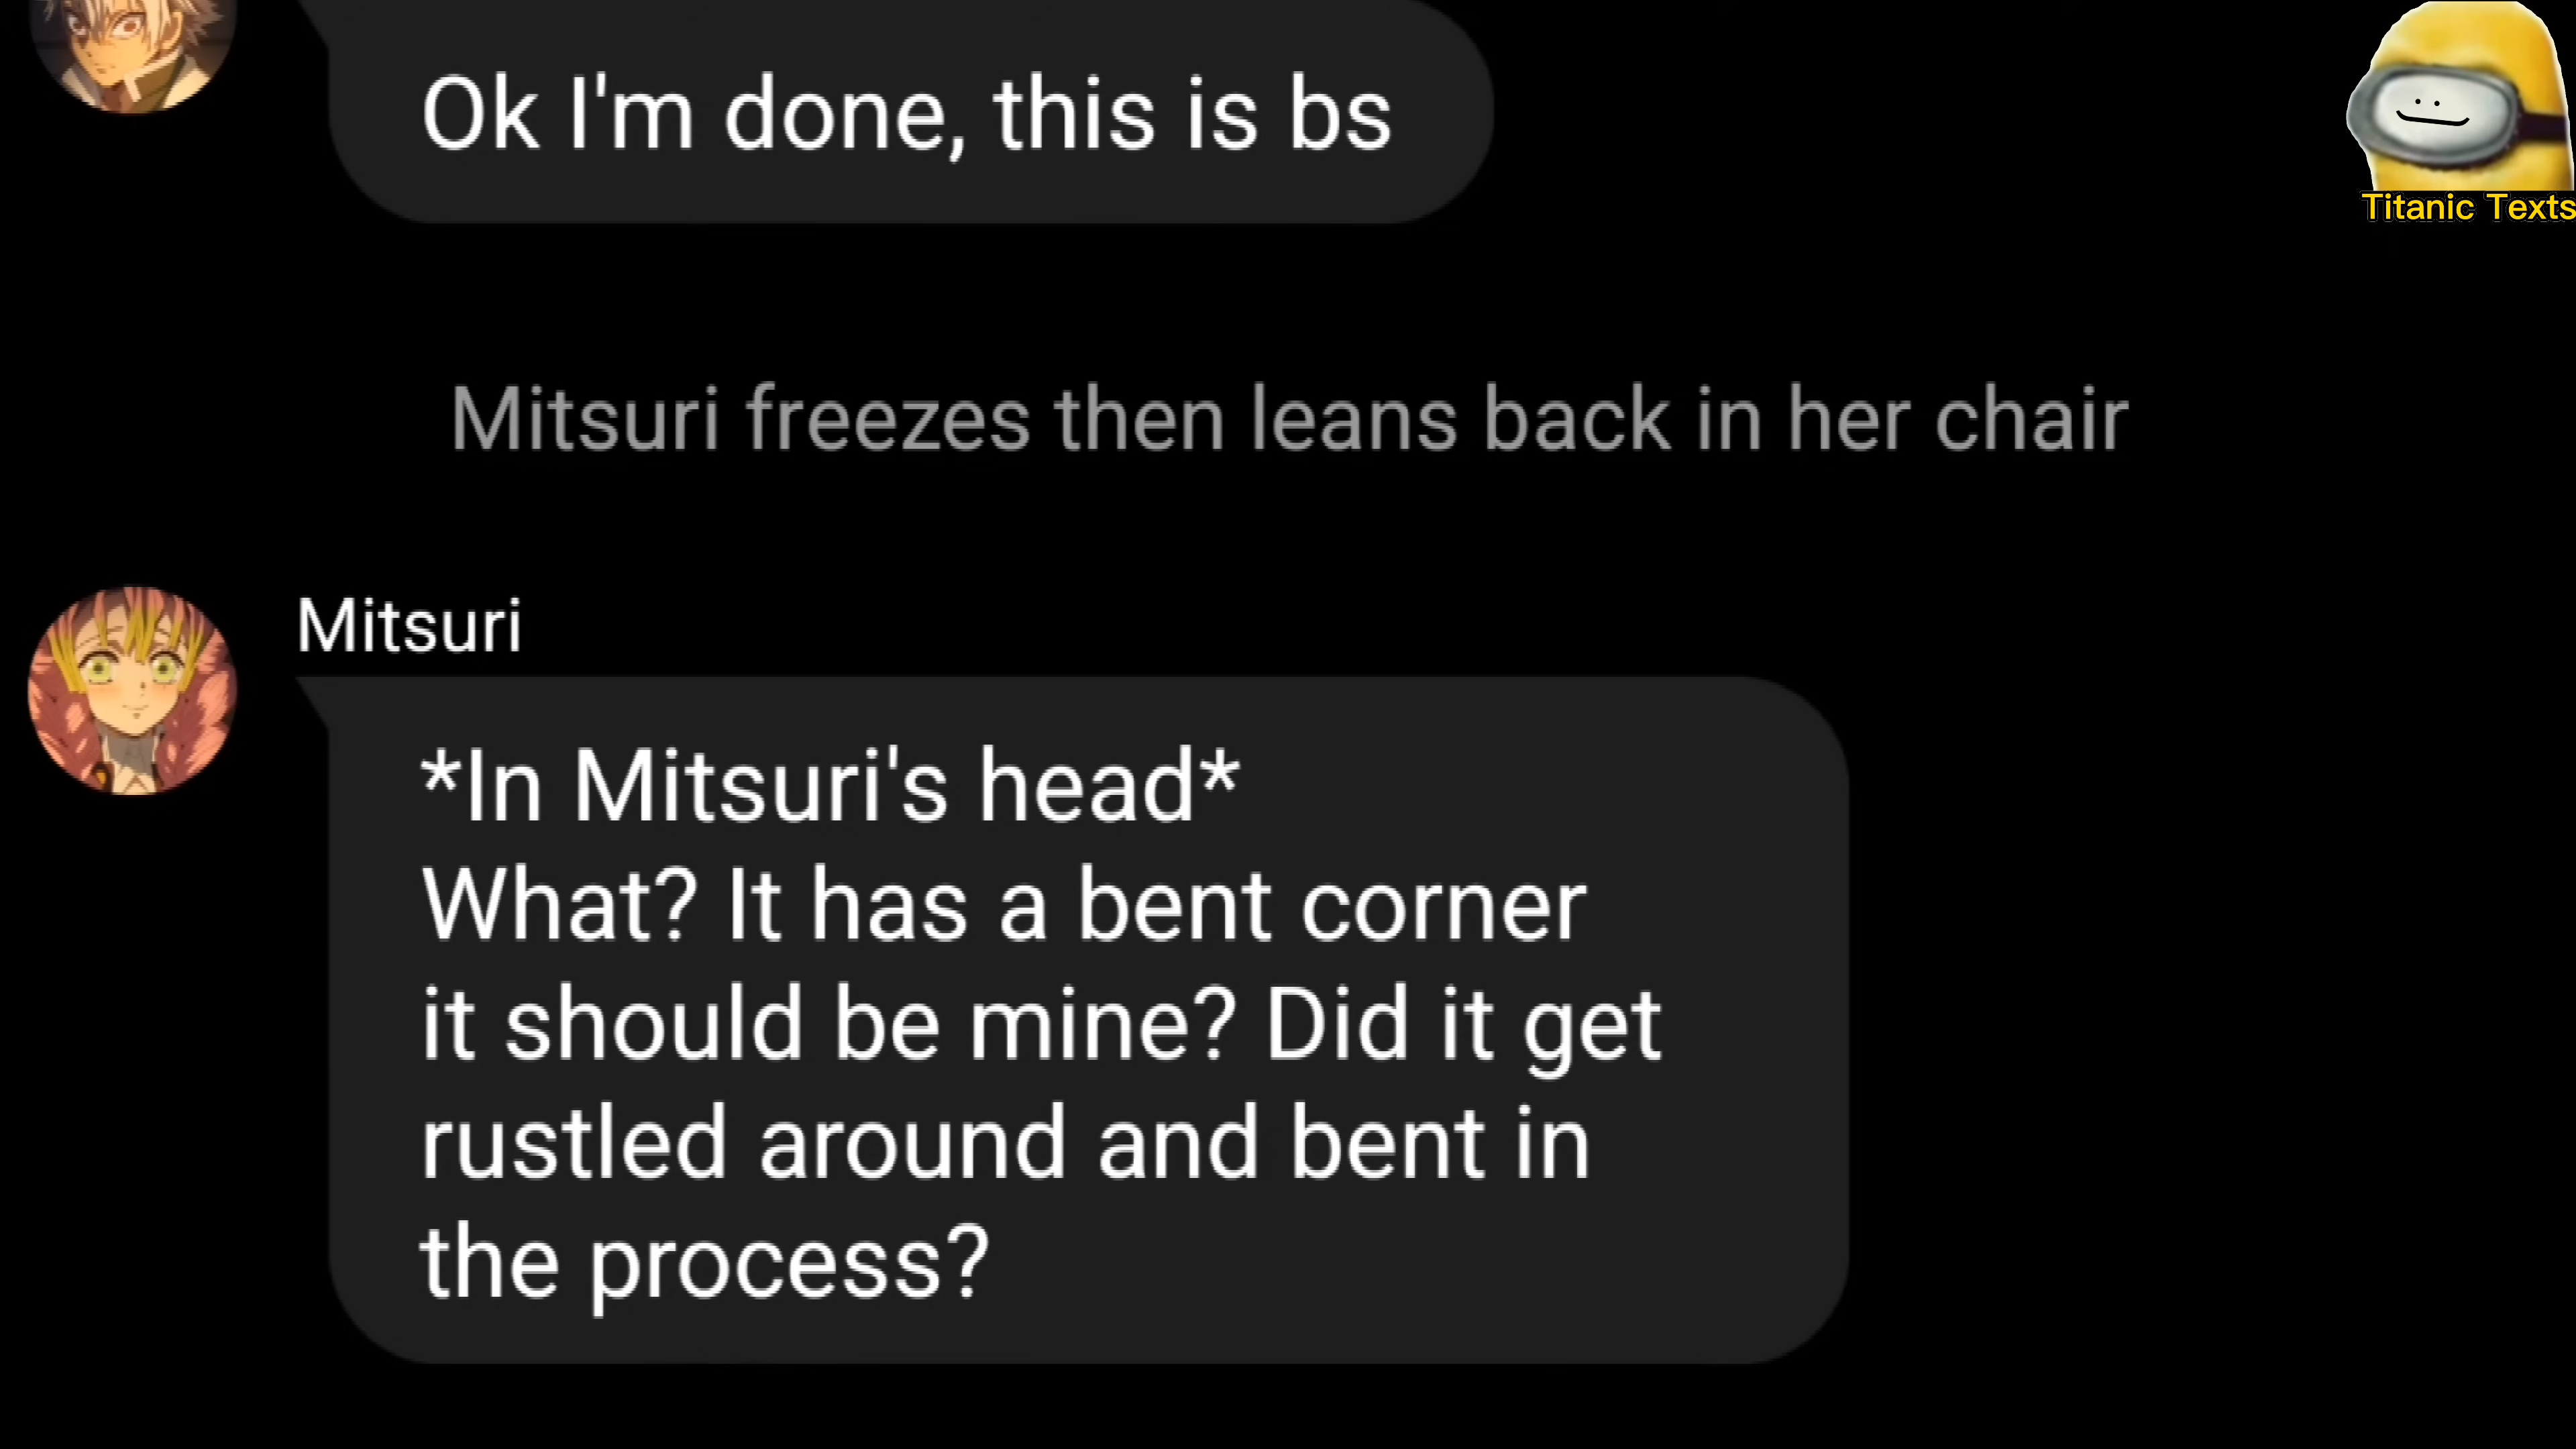 Ok I'm done, this is bs
Titanic Texts
Mitsuri freezes then leans back in her chair
Mitsuri
*In Mitsuri's head*
What? It has a bent corner
it should be mine? Did it get
rustled around and bent in
the process?